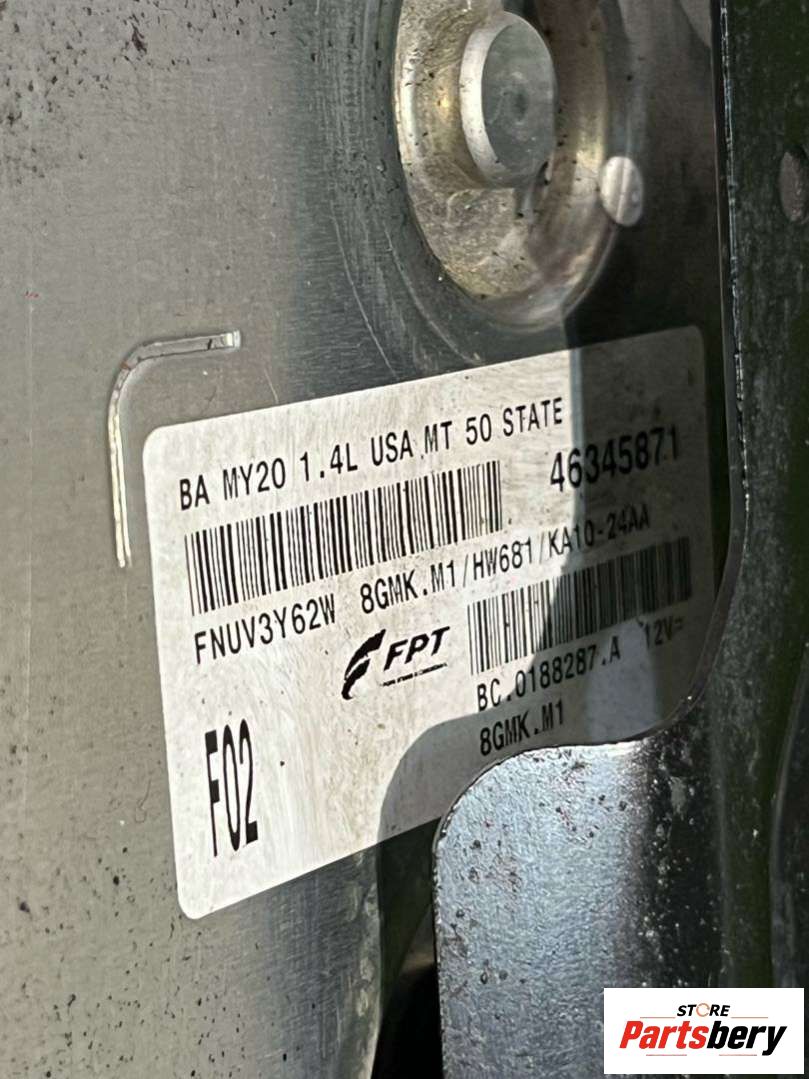 BA MY20 1.4L USA MT 50 STATE
46345871
FNUV3Y62W 8GMK.M1/HW681/KA10-24AA
FPT
BC.0188287.A 12V=
8GMK.M1
F02
STORE
Partsbery